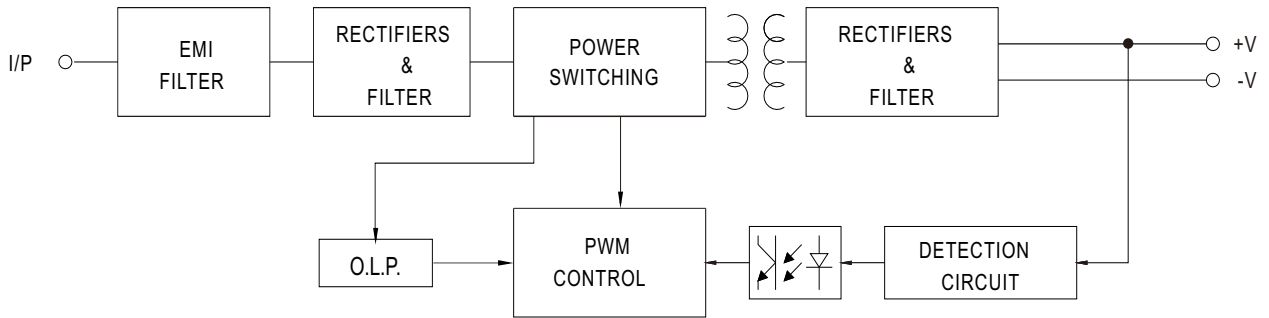 I/P
EMI
FILTER
RECTIFIERS
&
FILTER
POWER
SWITCHING
RECTIFIERS
&
FILTER
+V
-V
O.L.P.
PWM
CONTROL
DETECTION
CIRCUIT